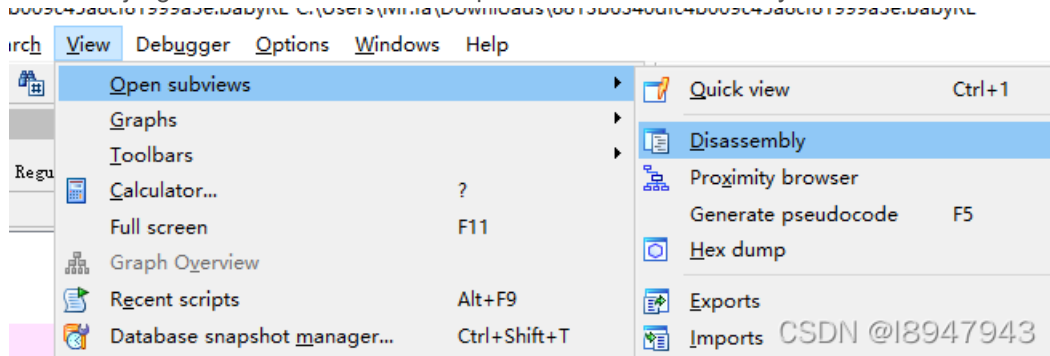 arch View Debugger Options Windows Help
Open subviews
Graphs
Toolbars
Calculator... ?
Full screen F11
Graph Overview
Recent scripts Alt+F9
Database snapshot manager... Ctrl+Shift+T
Regu
Quick view Ctrl+1
Disassembly
Proximity browser
Generate pseudocode F5
Hex dump
Exports
Imports
CSDN @l8947943